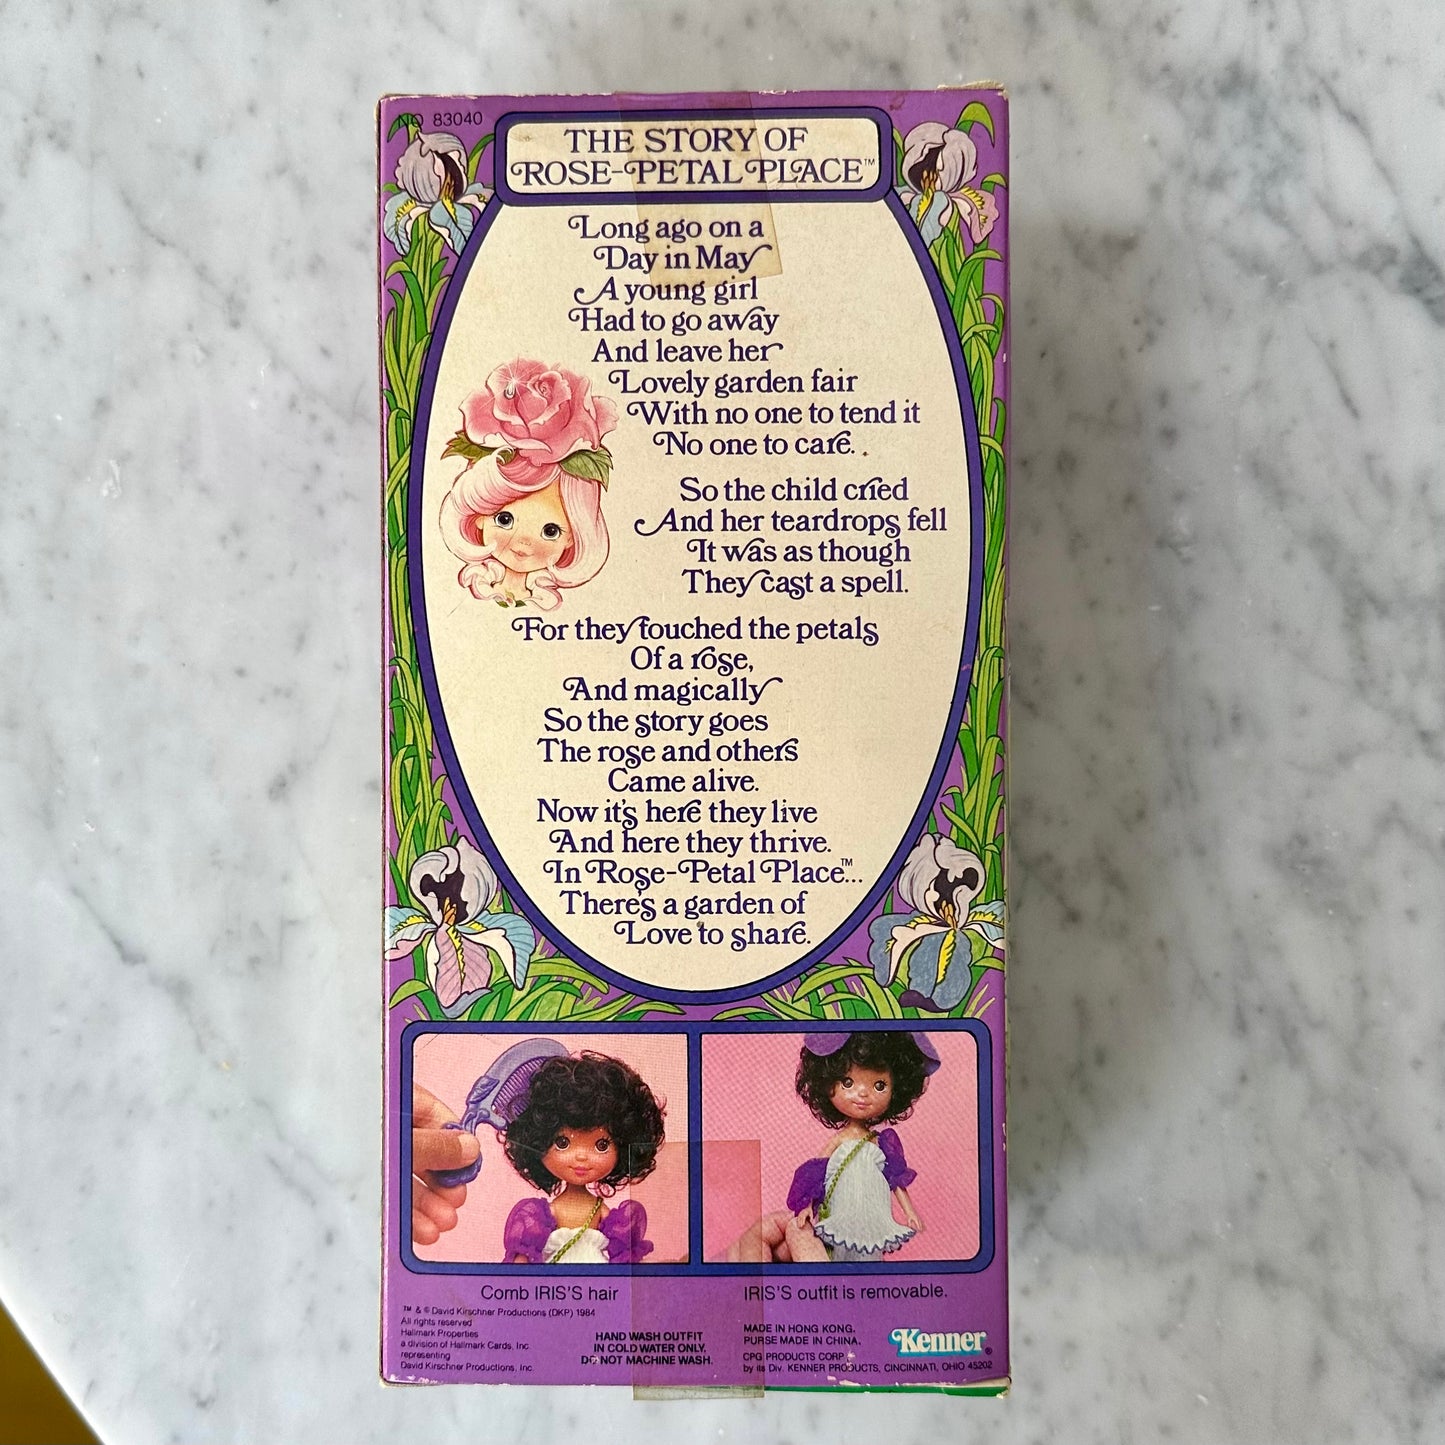 NO 83040
THE STORY OF
ROSE-PETAL PLACE™
Long ago on a
Day in May
A young girl
Had to go away
And leave her
Lovely garden fair
With no one to tend it
No one to care.
So the child cried
And her teardrops fell
It was as though
They cast a spell.
For they touched the petals
Of a rose,
And magically
So the story goes
The rose and others
Came alive.
Now it's here they live
And here they thrive.
In Rose-Petal Place™...
There's a garden of
Love to share.
Comb IRIS'S hair
IRIS'S outfit is removable.
™ & © David Kirschner Productions (DKP) 1984
All rights reserved
Hallmark Properties
a division of Hallmark Cards, Inc.
representing
David Kirschner Productions, Inc.
HAND WASH OUTFIT
IN COLD WATER ONLY.
DO NOT MACHINE WASH.
MADE IN HONG KONG.
PURSE MADE IN CHINA.
CPG PRODUCTS CORP.
by its Div. KENNER PRODUCTS, CINCINNATI, OHIO 45202
Kenner®